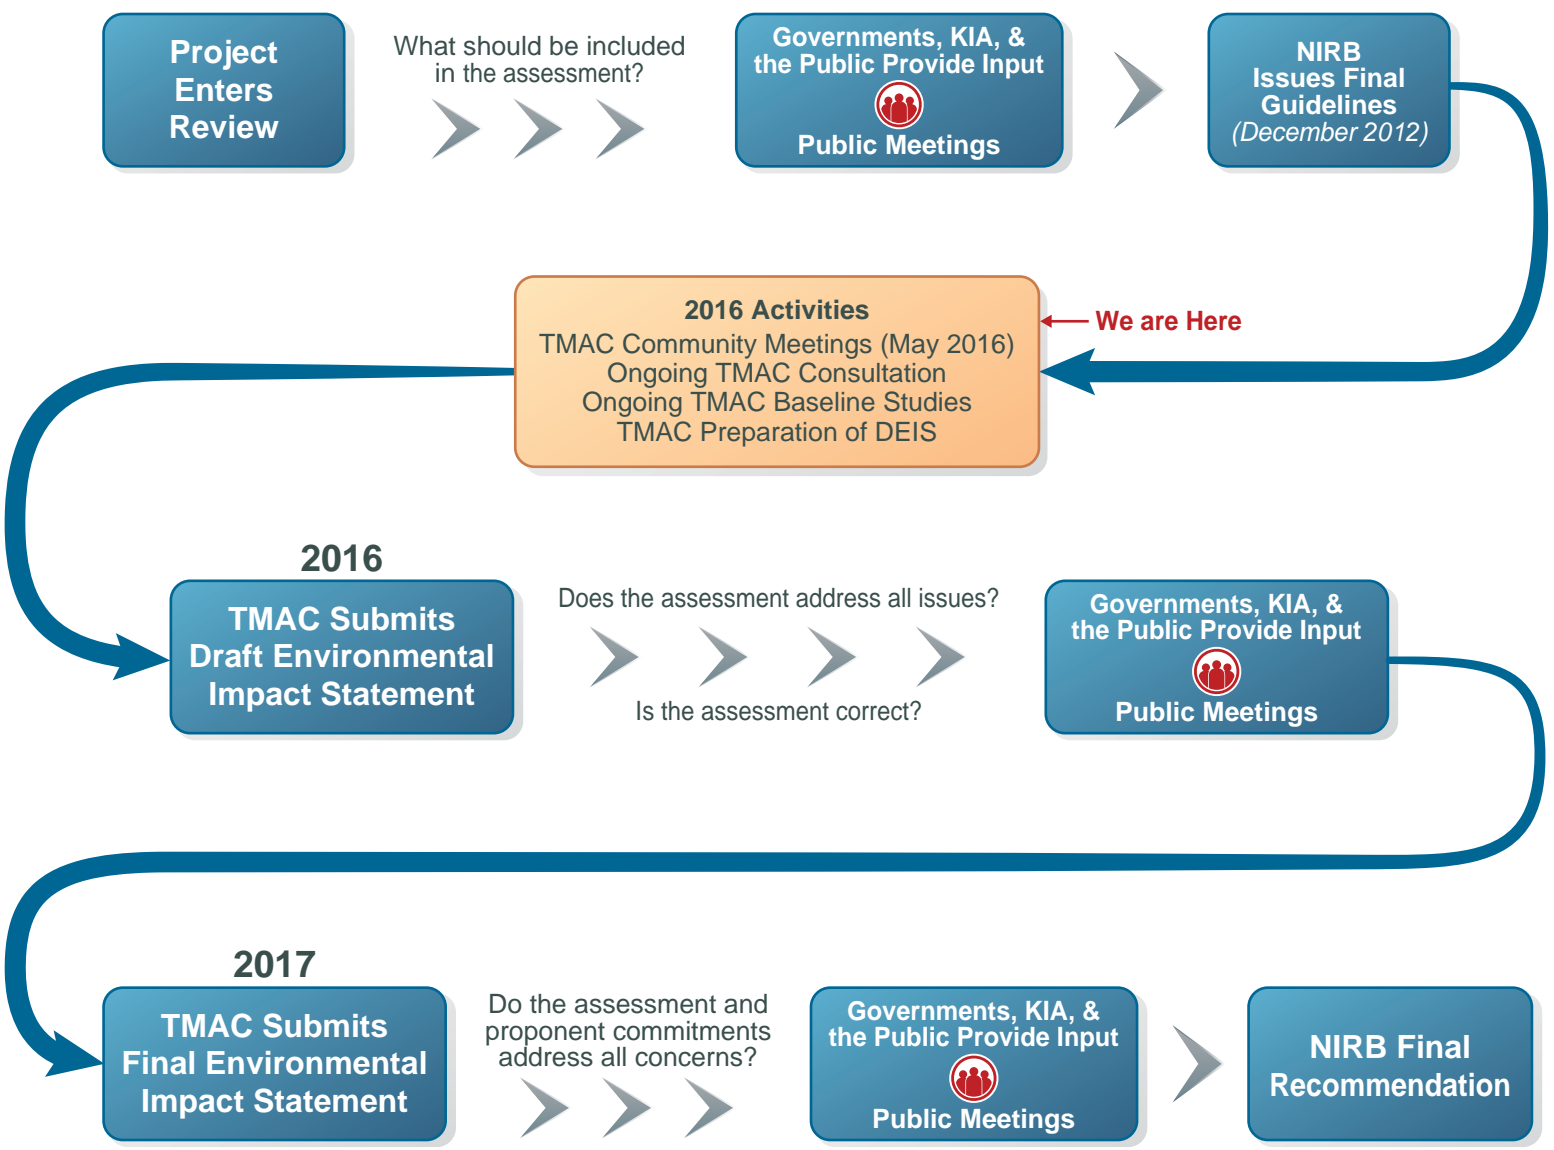 Project
Enters
Review
What should be included
in the assessment?
Governments, KIA, &
the Public Provide Input
Public Meetings
NIRB
Issues Final
Guidelines
(December 2012)
2016 Activities
TMAC Community Meetings (May 2016)
Ongoing TMAC Consultation
Ongoing TMAC Baseline Studies
TMAC Preparation of DEIS
We are Here
2016
TMAC Submits
Draft Environmental
Impact Statement
Does the assessment address all issues?
Is the assessment correct?
Governments, KIA, &
the Public Provide Input
Public Meetings
2017
TMAC Submits
Final Environmental
Impact Statement
Do the assessment and
proponent commitments
address all concerns?
Governments, KIA, &
the Public Provide Input
Public Meetings
NIRB Final
Recommendation